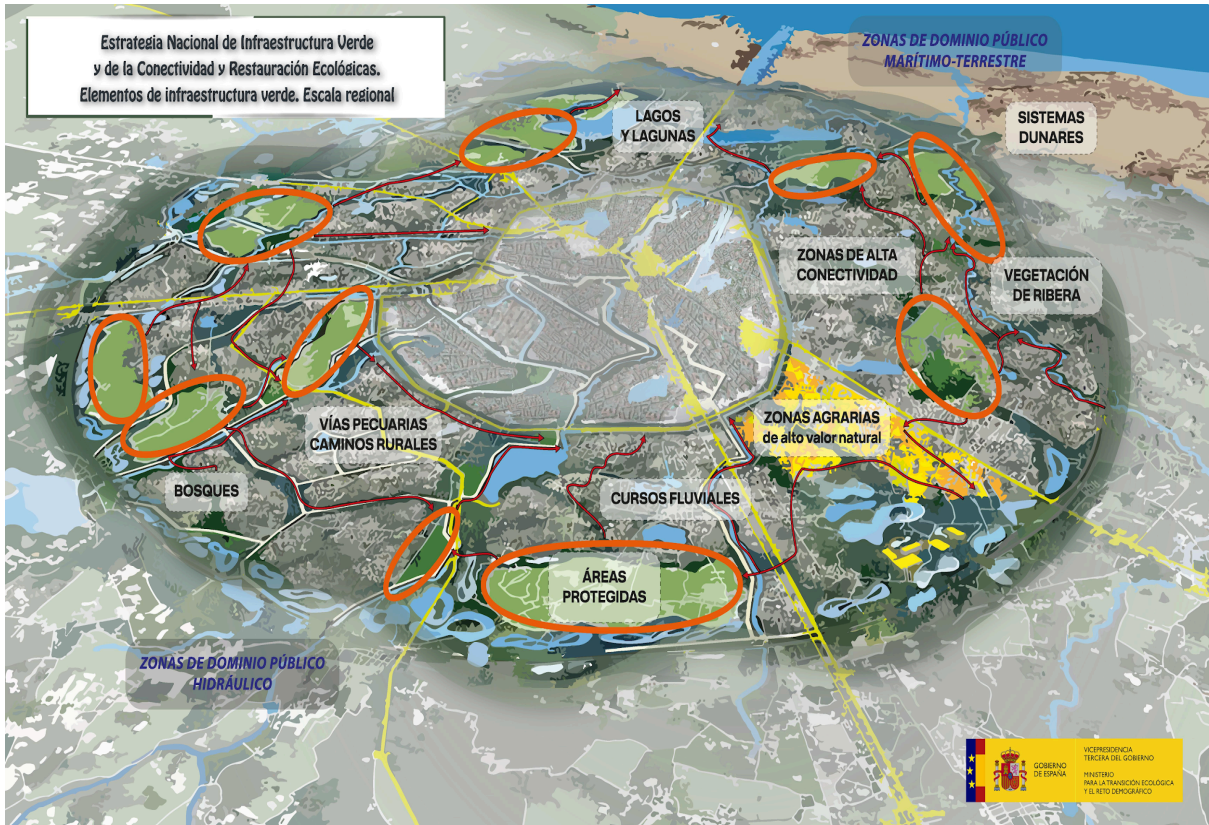 Estrategia Nacional de Infraestructura Verde
y de la Conectividad y Restauración Ecológicas.
Elementos de infraestructura verde. Escala regional
ZONAS DE DOMINIO PÚBLICO
MARÍTIMO-TERRESTRE
LAGOS
Y LAGUNAS
SISTEMAS
DUNARES
ZONAS DE ALTA
CONECTIVIDAD
VEGETACIÓN
DE RIBERA
VÍAS PECUARIAS
CAMINOS RURALES
ZONAS AGRARIAS
de alto valor natural
BOSQUES
CURSOS FLUVIALES
ÁREAS
PROTEGIDAS
ZONAS DE DOMINIO PÚBLICO
HIDRÁULICO
GOBIERNO
DE ESPAÑA
VICEPRESIDENCIA
TERCERA DEL GOBIERNO
MINISTERIO
PARA LA TRANSICIÓN ECOLÓGICA
Y EL RETO DEMOGRÁFICO